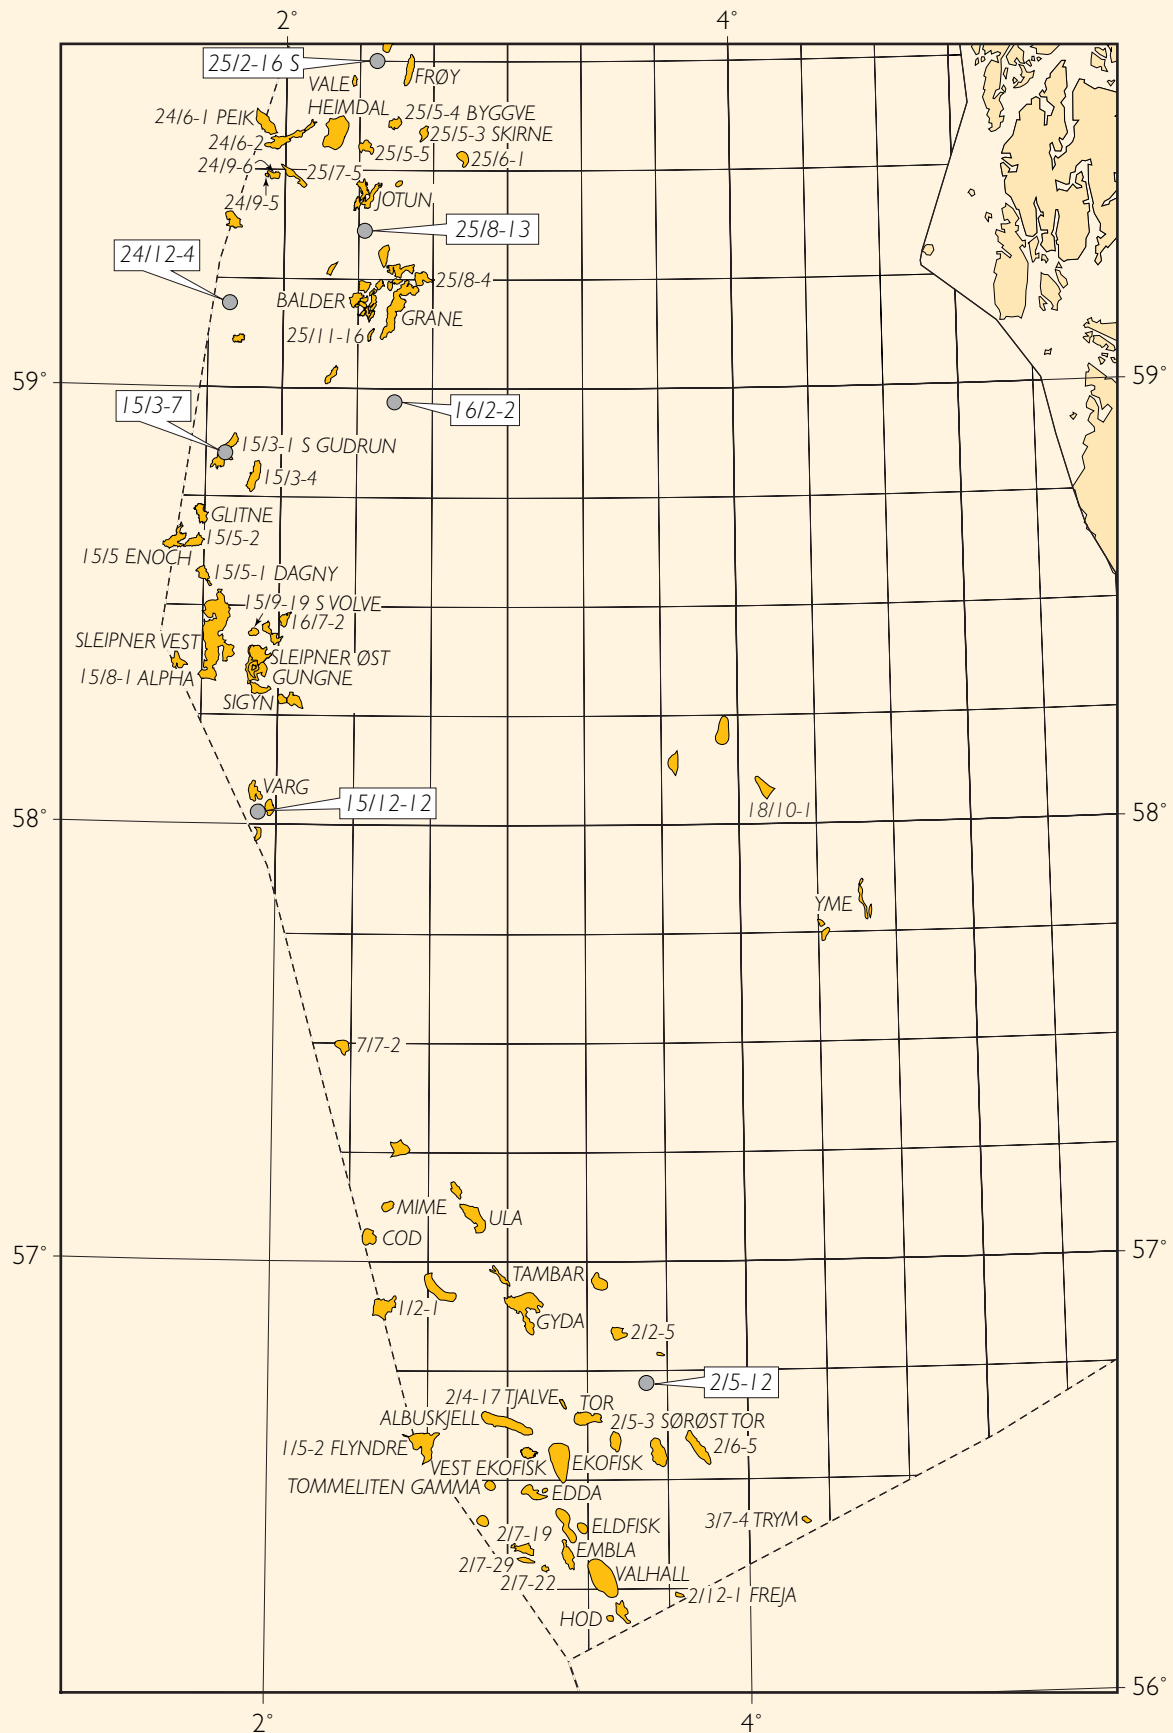 2° 4°
25/2-16 S
VALE
FRØY
HEIMDAL
24/6-1 PEIK
25/5-4 BYGGVE
25/5-3 SKIRNE
24/6-2
25/5-5
25/6-1
24/9-6
25/7-5
24/9-5
JOTUN
25/8-13
24/12-4
25/8-4
BALDER
GRANE
25/11-16
59° 59°
15/3-7
16/2-2
15/3-1 S GUDRUN
15/3-4
GLITNE
15/5-2
15/5 ENOCH
15/5-1 DAGNY
15/9-19 S VOLVE
16/7-2
SLEIPNER VEST
SLEIPNER ØST
15/8-1 ALPHA
GUNGNE
SIGYN
VARG
15/12-12
18/10-1
58° 58°
YME
7/7-2
MIME
ULA
COD
57° 57°
TAMBAR
1/2-1
GYDA
2/2-5
2/5-12
2/4-17 TJALVE
TOR
ALBUSKJELL
2/5-3 SØRØST TOR
1/5-2 FLYNDRE
2/6-5
VEST EKOFISK
EKOFISK
TOMMELITEN GAMMA
EDDA
3/7-4 TRYM
2/7-19
ELDFISK
EMBLA
2/7-29
VALHALL
2/7-22
2/12-1 FREJA
HOD
56°
2° 4°